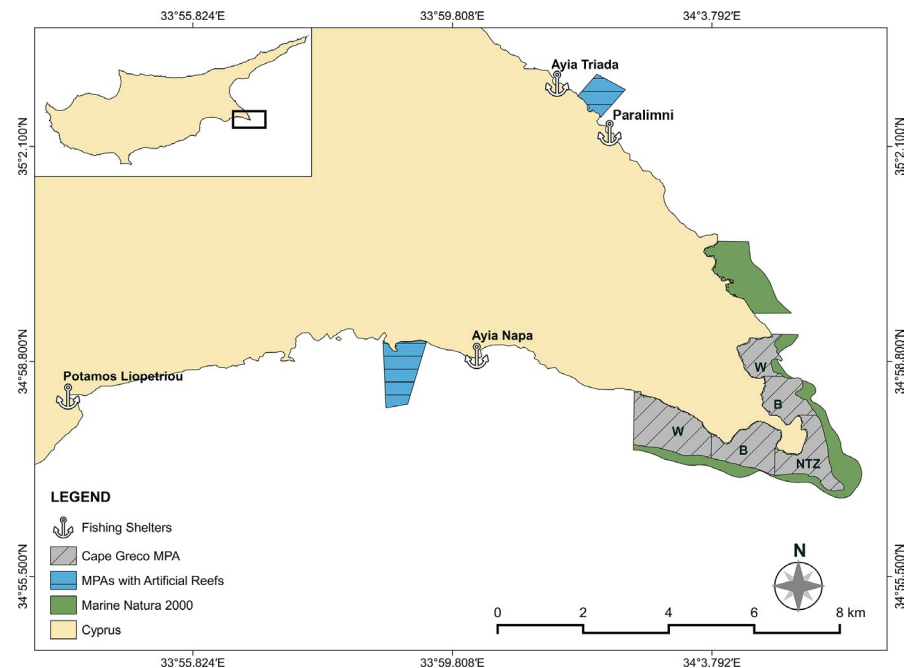 33°55.824'E
33°59.808'E
34°3.792'E
Ayia Triada
Paralimni
35°2.100'N
35°2.100'N
Ayia Napa
34°58.800'N
34°58.800'N
Potamos Liopetriou
W
B
W
B
NTZ
LEGEND
Fishing Shelters
Cape Greco MPA
MPAs with Artificial Reefs
Marine Natura 2000
Cyprus
N
34°55.500'N
34°55.500'N
0 2 4 6 8 km
33°55.824'E
33°59.808'E
34°3.792'E